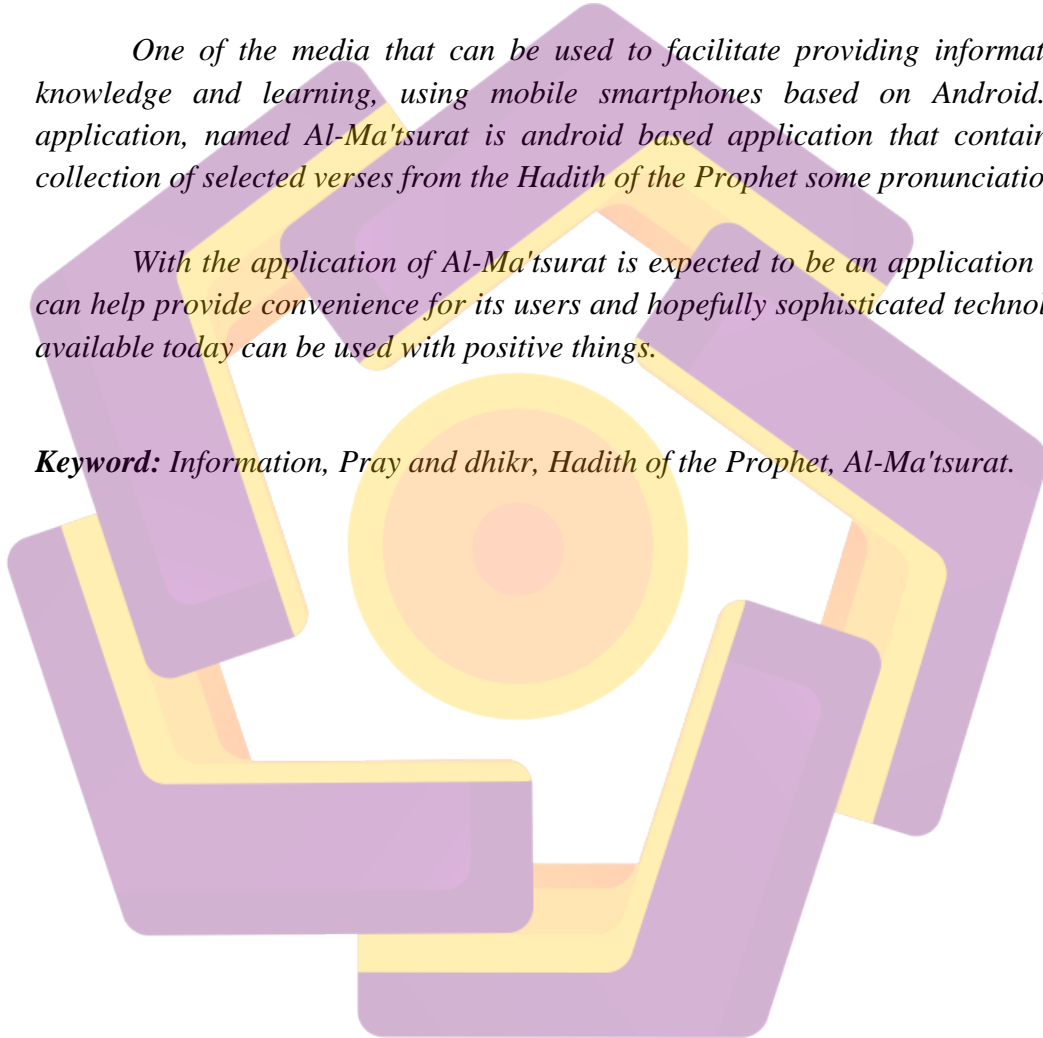 One of the media that can be used to facilitate providing informat
knowledge and learning, using mobile smartphones based on Android.
application, named Al-Ma'tsurat is android based application that contain
collection of selected verses from the Hadith of the Prophet some pronunciatio
With the application of Al-Ma'tsurat is expected to be an application
can help provide convenience for its users and hopefully sophisticated technol
available today can be used with positive things.
Keyword: Information, Pray and dhikr, Hadith of the Prophet, Al-Ma'tsurat.